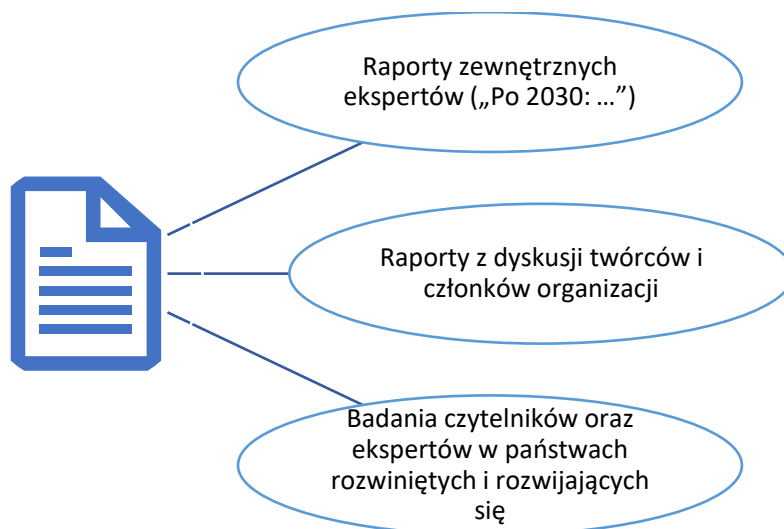 Raporty zewnętrznych
ekspertów („Po 2030: …”)
Raporty z dyskusji twórców i
członków organizacji
Badania czytelników oraz
ekspertów w państwach
rozwiniętych i rozwijających
się